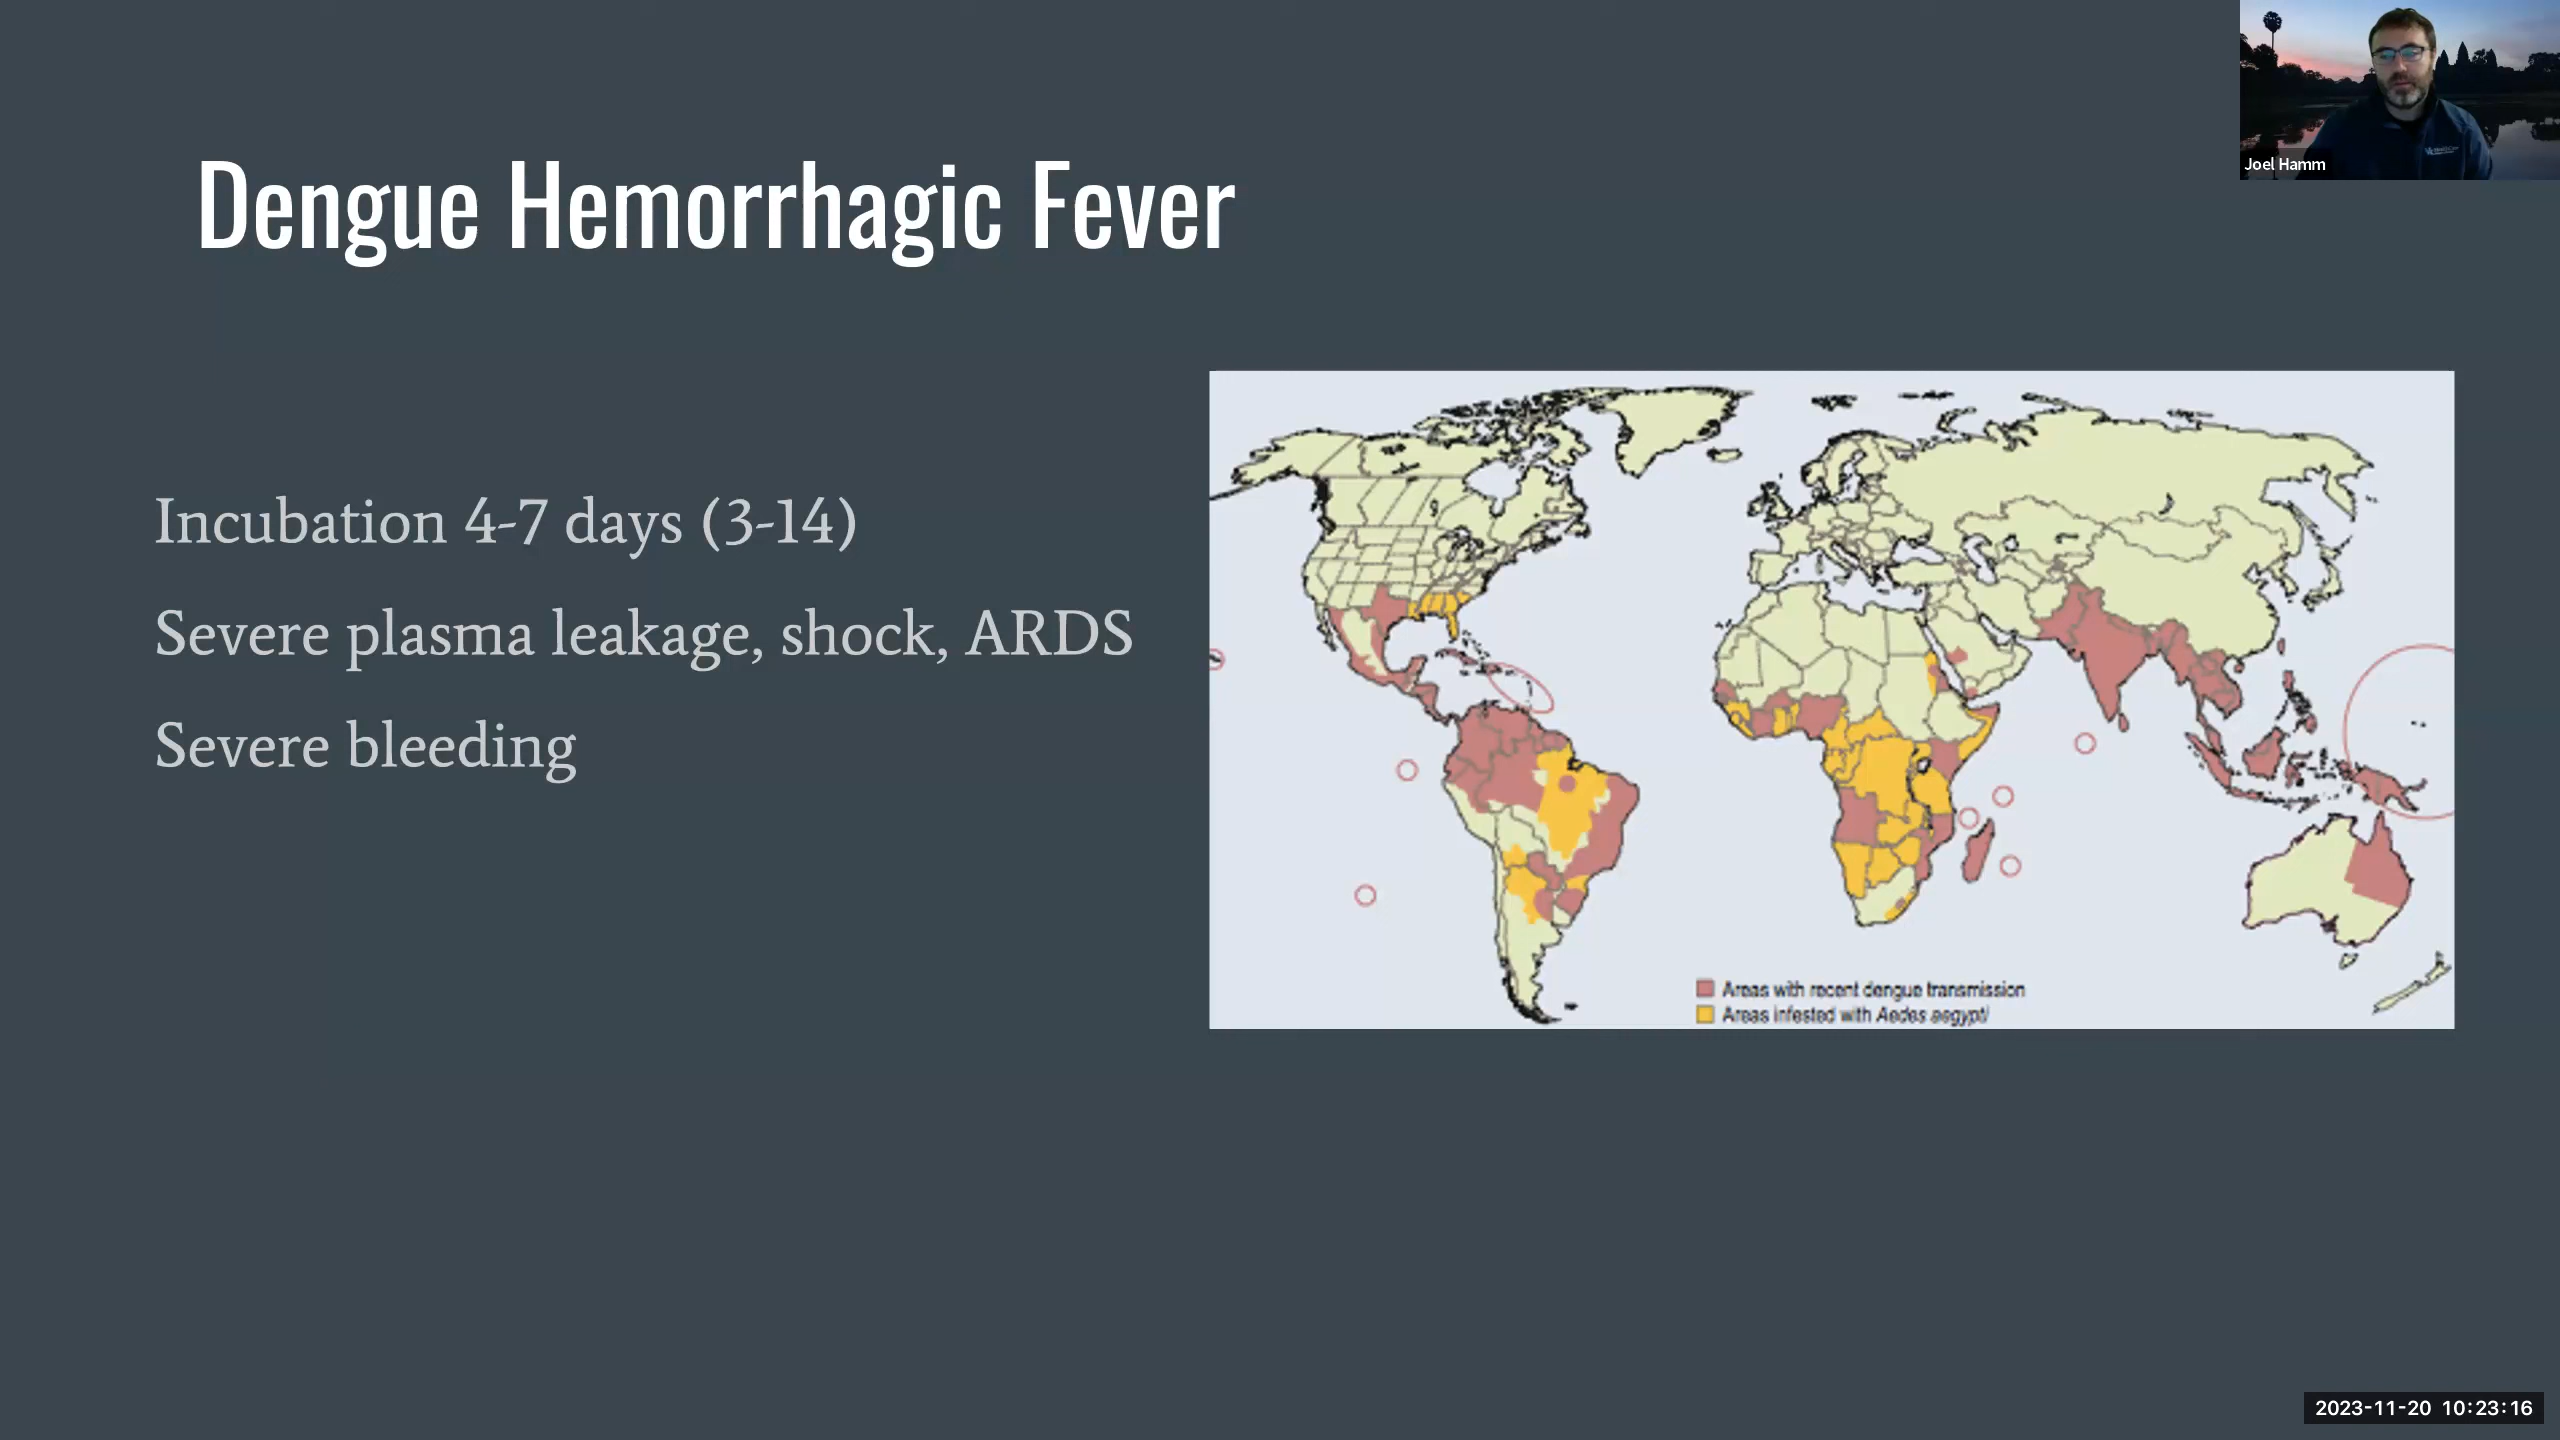 Joel Hamm
Dengue Hemorrhagic Fever
Incubation 4-7 days (3-14)
Severe plasma leakage, shock, ARDS
Severe bleeding
Areas with recent dengue transmission
Areas infested with Aedes aegypti
2023-11-20 10:23:16